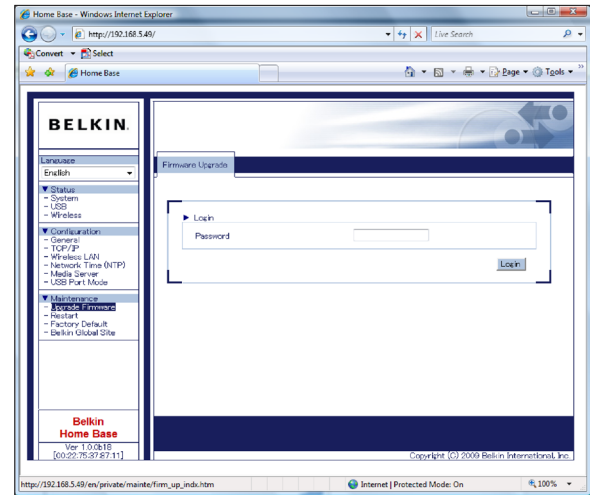 Home Base - Windows Internet Explorer
http://192.168.5.49/
Live Search
Convert Select
Home Base
Page Tools
BELKIN.
Language
English
Status
- System
- USB
- Wireless
Configuration
- General
- TCP/IP
- Wireless LAN
- Network Time (NTP)
- Media Server
- USB Port Mode
Maintenance
- Upgrade Firmware
- Restart
- Factory Default
- Belkin Global Site
Belkin
Home Base
Ver 1.0.0b18
[00:22:75:37:87:11]
Firmware Upgrade
Login
Password
Login
Copyright (C) 2009 Belkin International, Inc.
http://192.168.5.49/en/private/mainte/firm_up_indx.htm
Internet | Protected Mode: On
100%